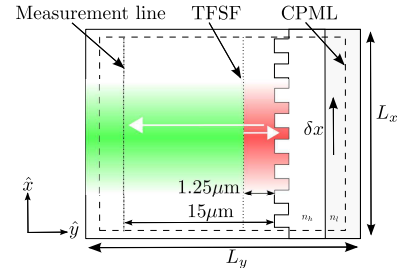 Measurement line
TFSF
CPML
δx
L_x
1.25μm
x̂
15μm
n_h
n_l
ŷ
L_y